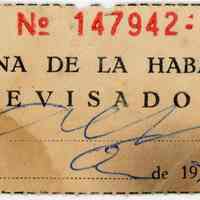 No 147942
NA DE LA HABA
EVISADO
de 19